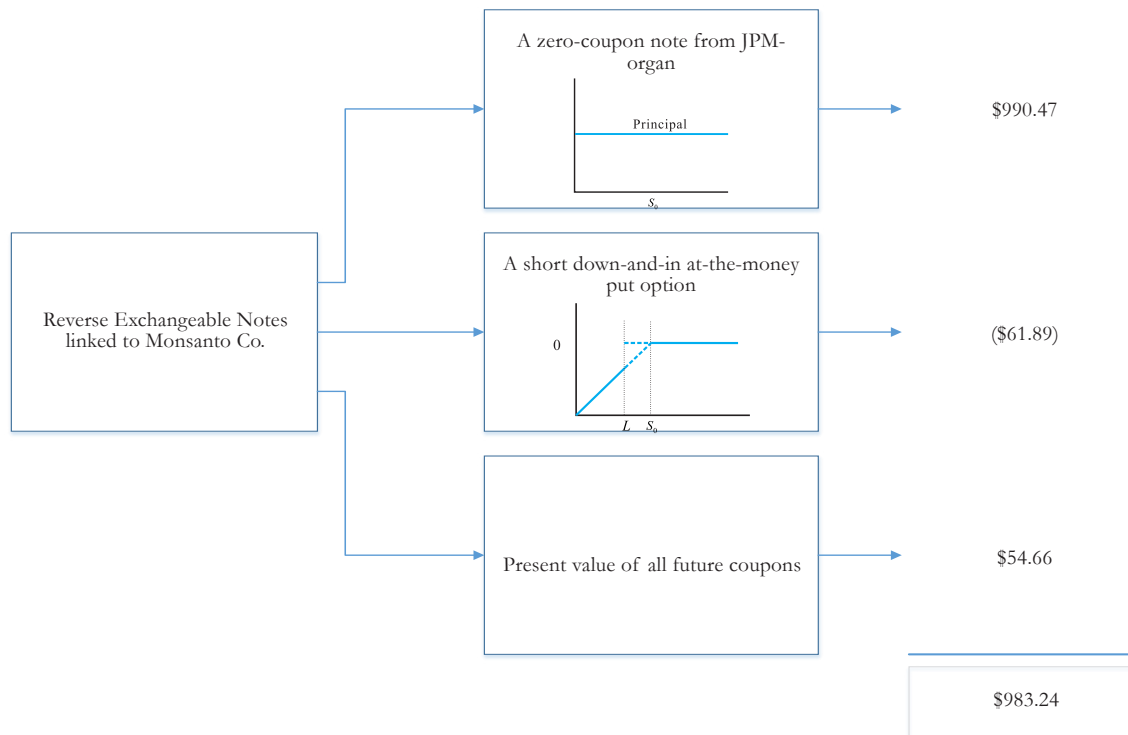 A zero-coupon note from JPM-
organ
Principal
S₀
$990.47
Reverse Exchangeable Notes
linked to Monsanto Co.
A short down-and-in at-the-money
put option
0
L S₀
($61.89)
Present value of all future coupons
$54.66
$983.24